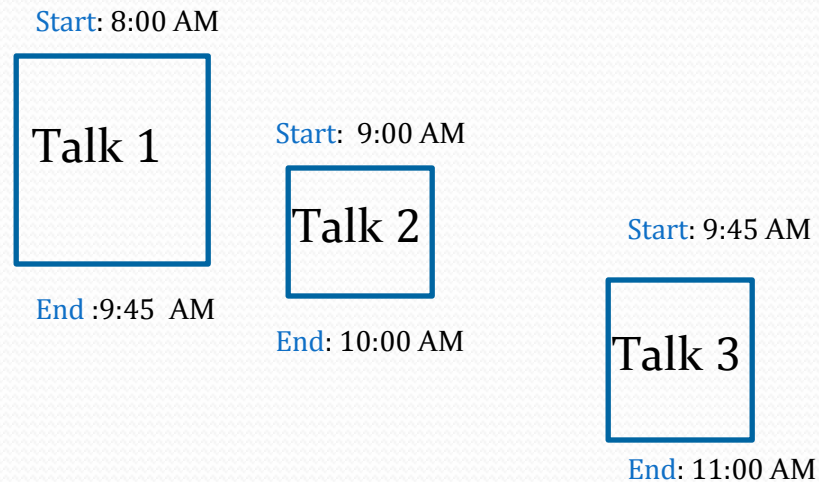 Start: 8:00 AM
Talk 1
End :9:45 AM
Start: 9:00 AM
Talk 2
End: 10:00 AM
Start: 9:45 AM
Talk 3
End: 11:00 AM